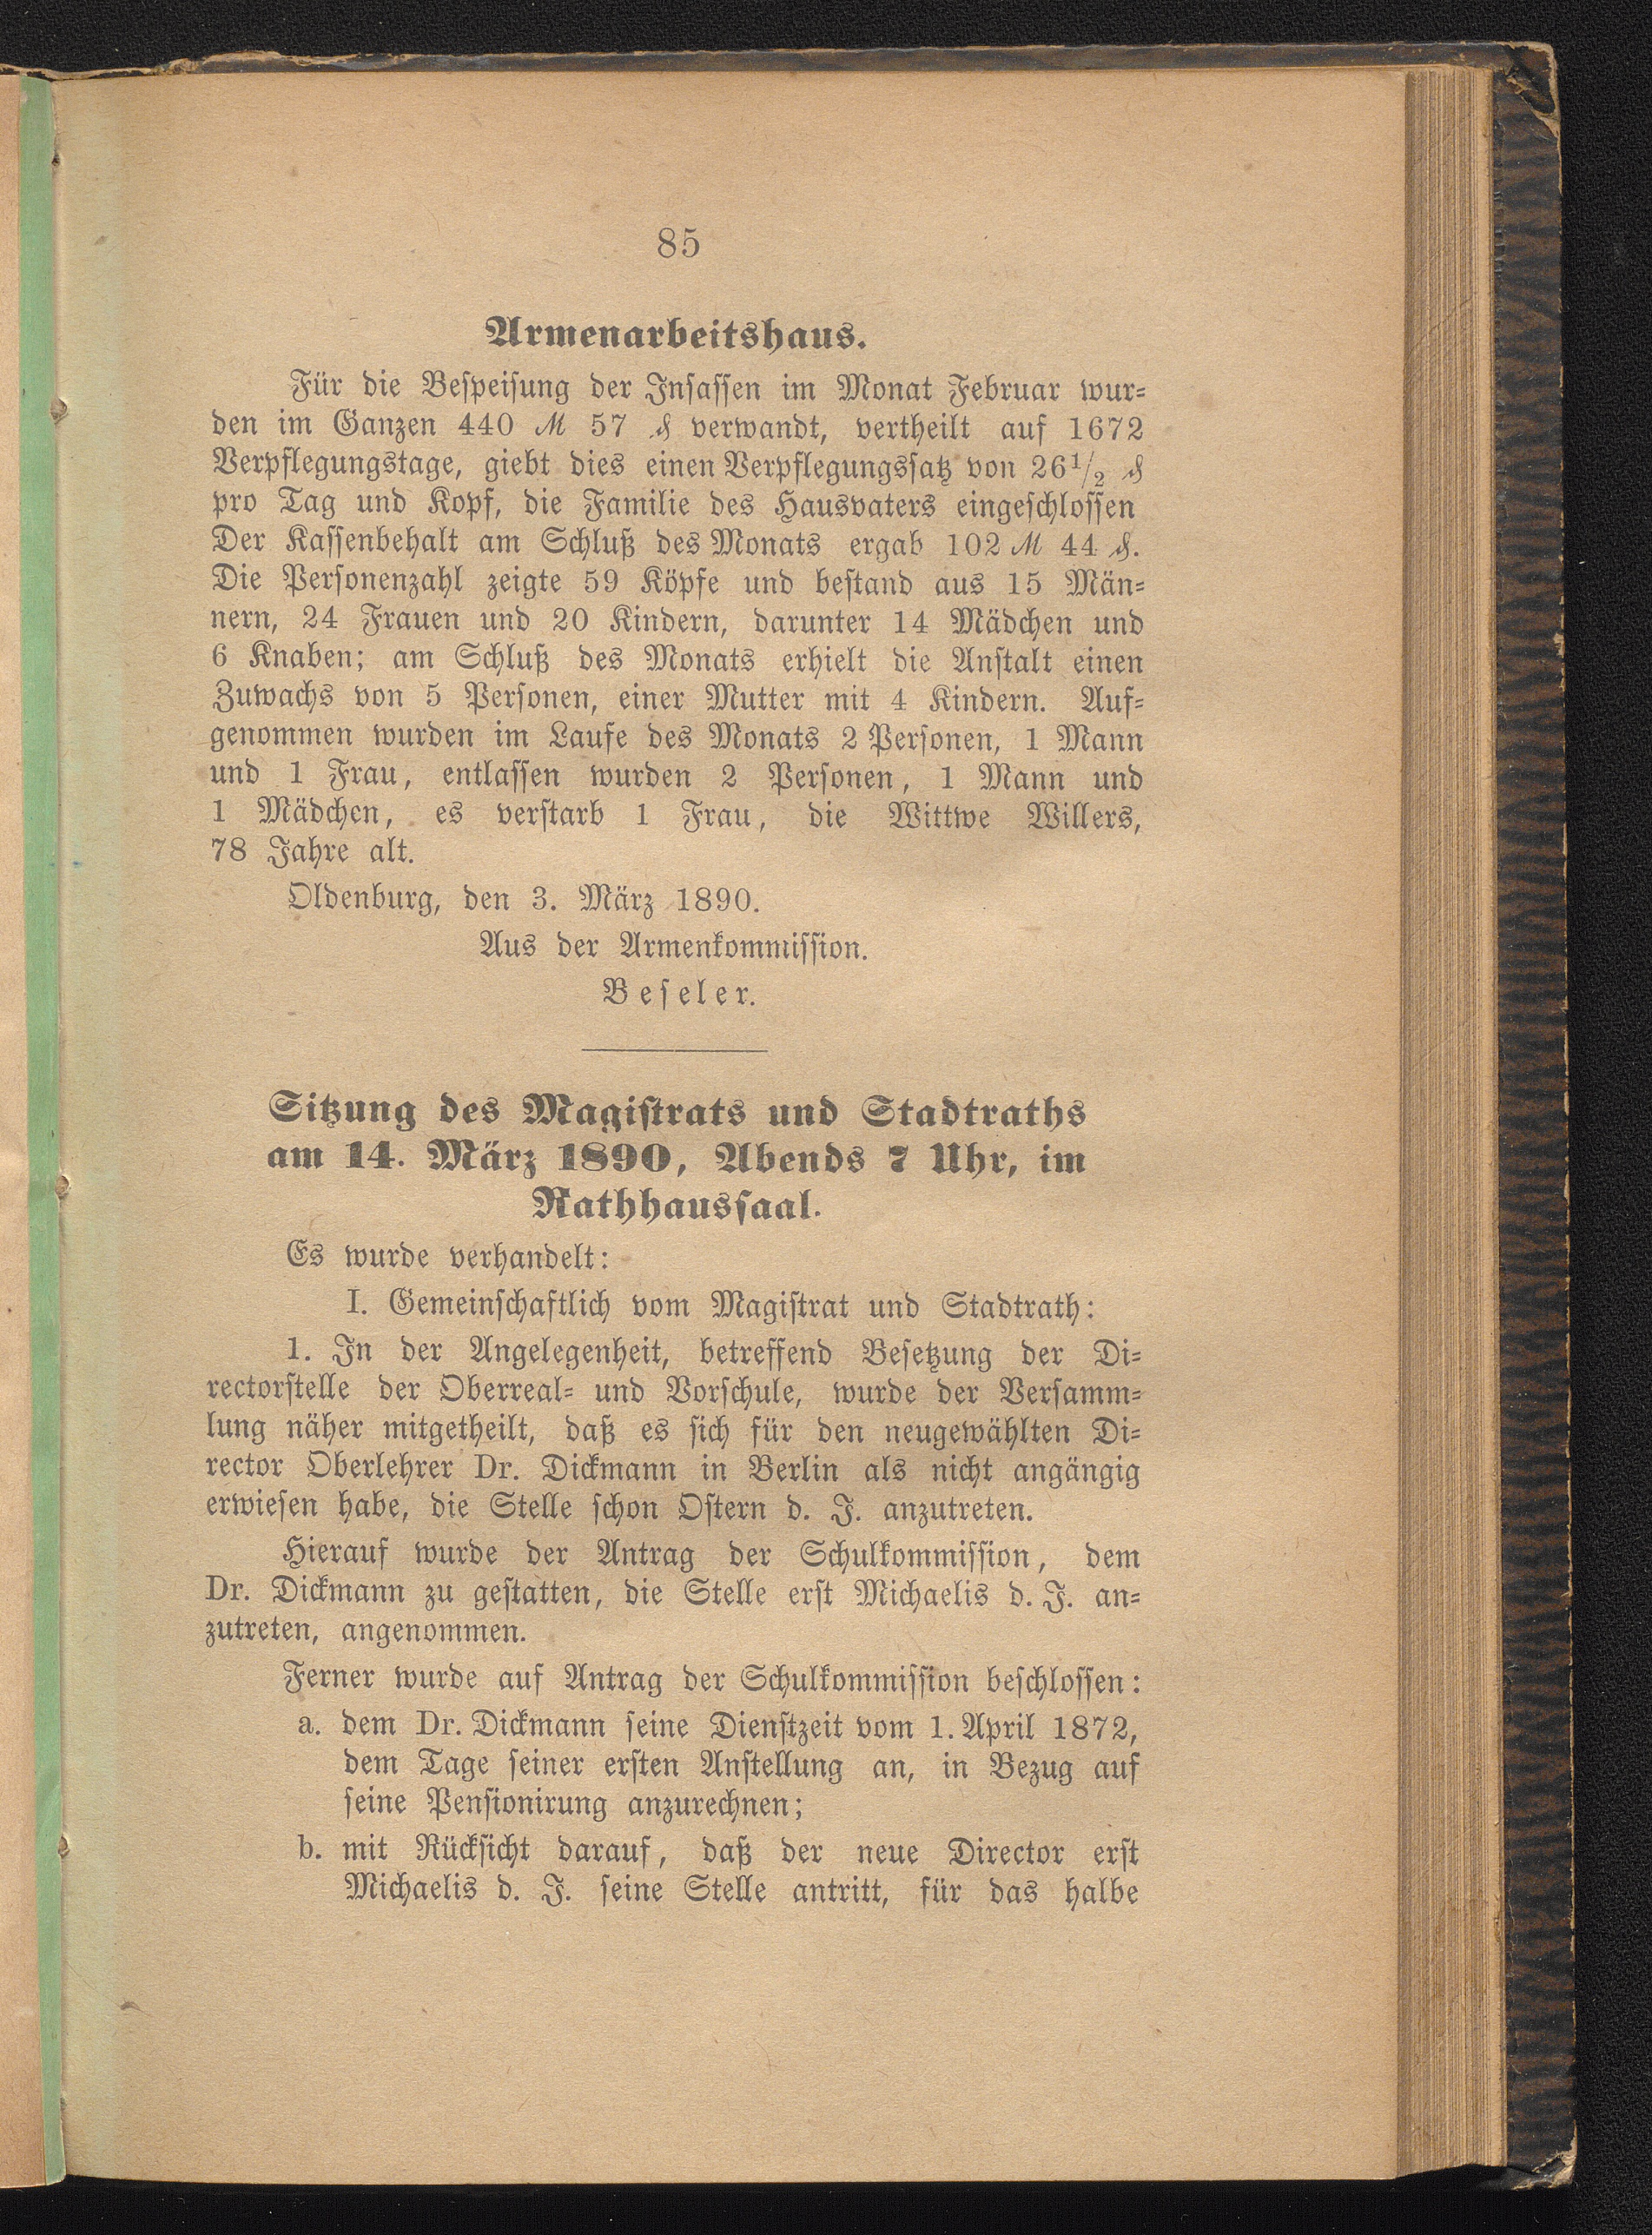 85
Armenarbeitshaus.
Für die Beſpeiſung der Inſaſſen im Monat Februar wur-
den im Ganzen 440 ℳ 57 ₰ verwandt, vertheilt auf 1672
Verpflegungstage, giebt dies einen Verpflegungsſatz von 26 1/2 ₰
pro Tag und Kopf, die Familie des Hausvaters eingeſchloſſen
Der Kaſſenbehalt am Schluß des Monats ergab 102 ℳ 44 ₰.
Die Perſonenzahl zeigte 59 Köpfe und beſtand aus 15 Män-
nern, 24 Frauen und 20 Kindern, darunter 14 Mädchen und
6 Knaben; am Schluß des Monats erhielt die Anſtalt einen
Zuwachs von 5 Perſonen, einer Mutter mit 4 Kindern. Auf-
genommen wurden im Laufe des Monats 2 Perſonen, 1 Mann
und 1 Frau, entlaſſen wurden 2 Perſonen, 1 Mann und
1 Mädchen, es verſtarb 1 Frau, die Wittwe Willers,
78 Jahre alt.
Oldenburg, den 3. März 1890.
Aus der Armenkommiſſion.
Beſeler.
Sitzung des Magiſtrats und Stadtraths
am 14. März 1890, Abends 7 Uhr, im
Rathhausſaal.
Es wurde verhandelt:
I. Gemeinſchaftlich vom Magiſtrat und Stadtrath:
1. In der Angelegenheit, betreffend Beſetzung der Di-
rectorſtelle der Oberreal- und Vorſchule, wurde der Verſamm-
lung näher mitgetheilt, daß es ſich für den neugewählten Di-
rector Oberlehrer Dr. Dickmann in Berlin als nicht angängig
erwieſen habe, die Stelle ſchon Oſtern d. J. anzutreten.
Hierauf wurde der Antrag der Schulkommiſſion, dem
Dr. Dickmann zu geſtatten, die Stelle erſt Michaelis d. J. an-
zutreten, angenommen.
Ferner wurde auf Antrag der Schulkommiſſion beſchloſſen:
a. dem Dr. Dickmann ſeine Dienſtzeit vom 1. April 1872,
dem Tage ſeiner erſten Anſtellung an, in Bezug auf
ſeine Penſionirung anzurechnen;
b. mit Rückſicht darauf, daß der neue Director erſt
Michaelis d. J. ſeine Stelle antritt, für das halbe